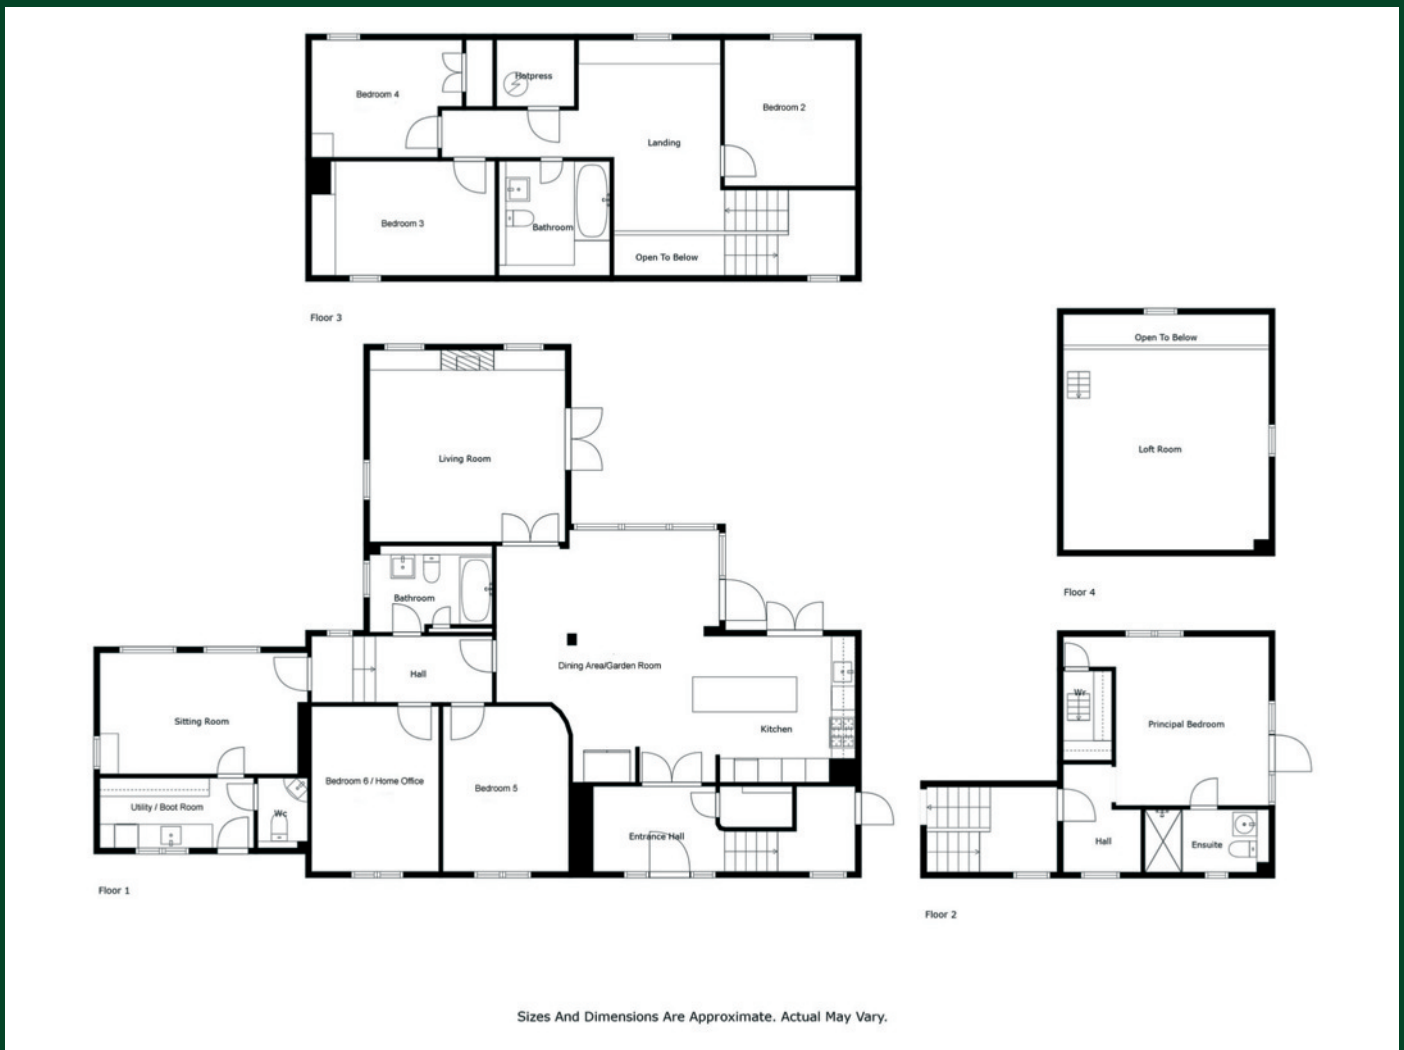 Hotpress
Bedroom 4
Bedroom 2
Landing
Bedroom 3
Bathroom
Open To Below
Floor 3
Open To Below
Loft Room
Floor 4
Living Room
Bathroom
Dining Area/Garden Room
Hall
Sitting Room
Kitchen
Bedroom 6 / Home Office
Bedroom 5
Utility / Boot Room
Wc
Entrance Hall
Floor 1
Wr
Principal Bedroom
Hall
Ensuite
Floor 2
Sizes And Dimensions Are Approximate. Actual May Vary.